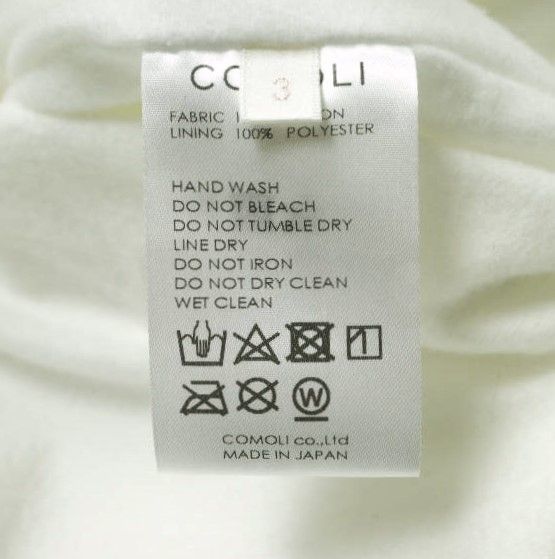 COMOLI
3
FABRIC
LINING 100% POLYESTER
HAND WASH
DO NOT BLEACH
DO NOT TUMBLE DRY
LINE DRY
DO NOT IRON
DO NOT DRY CLEAN
WET CLEAN
W
COMOLI co.,Ltd
MADE IN JAPAN